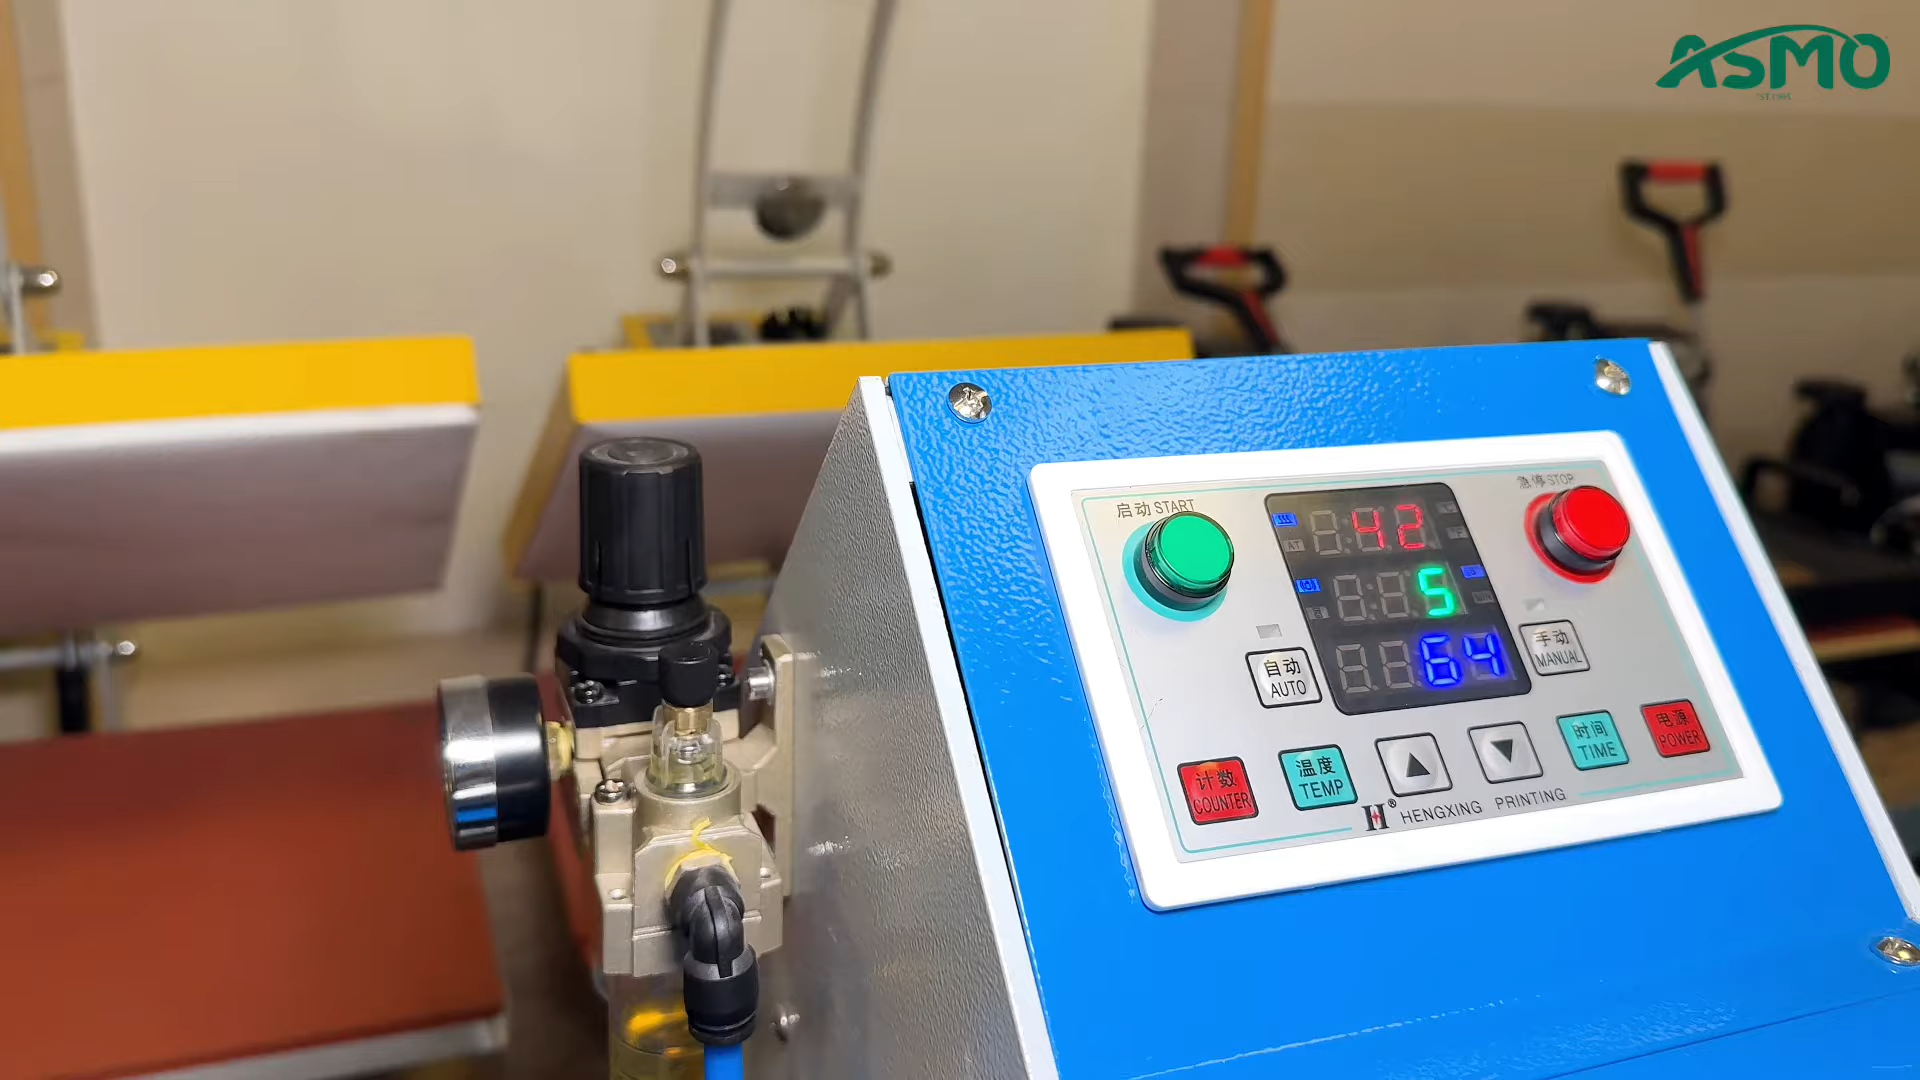 ASMO
启动 START
急停 STOP
42
AT
5
64
自动
AUTO
手动
MANUAL
计数
COUNTER
温度
TEMP
时间
TIME
电源
POWER
H® HENGXING PRINTING